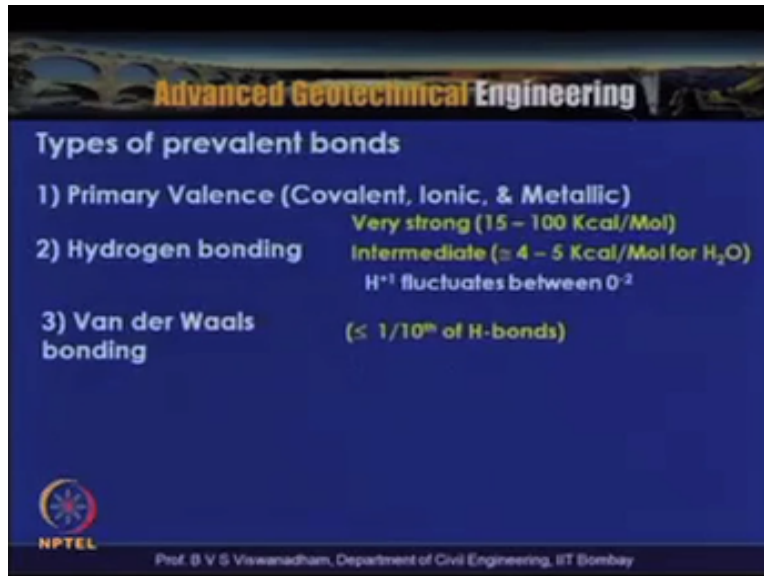 Advanced Geotechnical Engineering
Types of prevalent bonds
1) Primary Valence (Covalent, Ionic, & Metallic)
Very strong (15 – 100 Kcal/Mol)
2) Hydrogen bonding
Intermediate (≅ 4 – 5 Kcal/Mol for H₂O)
H⁺¹ fluctuates between 0⁻²
3) Van der Waals
bonding
(≤ 1/10ᵗʰ of H-bonds)
NPTEL
Prof. B V S Viswanadham, Department of Civil Engineering, IIT Bombay